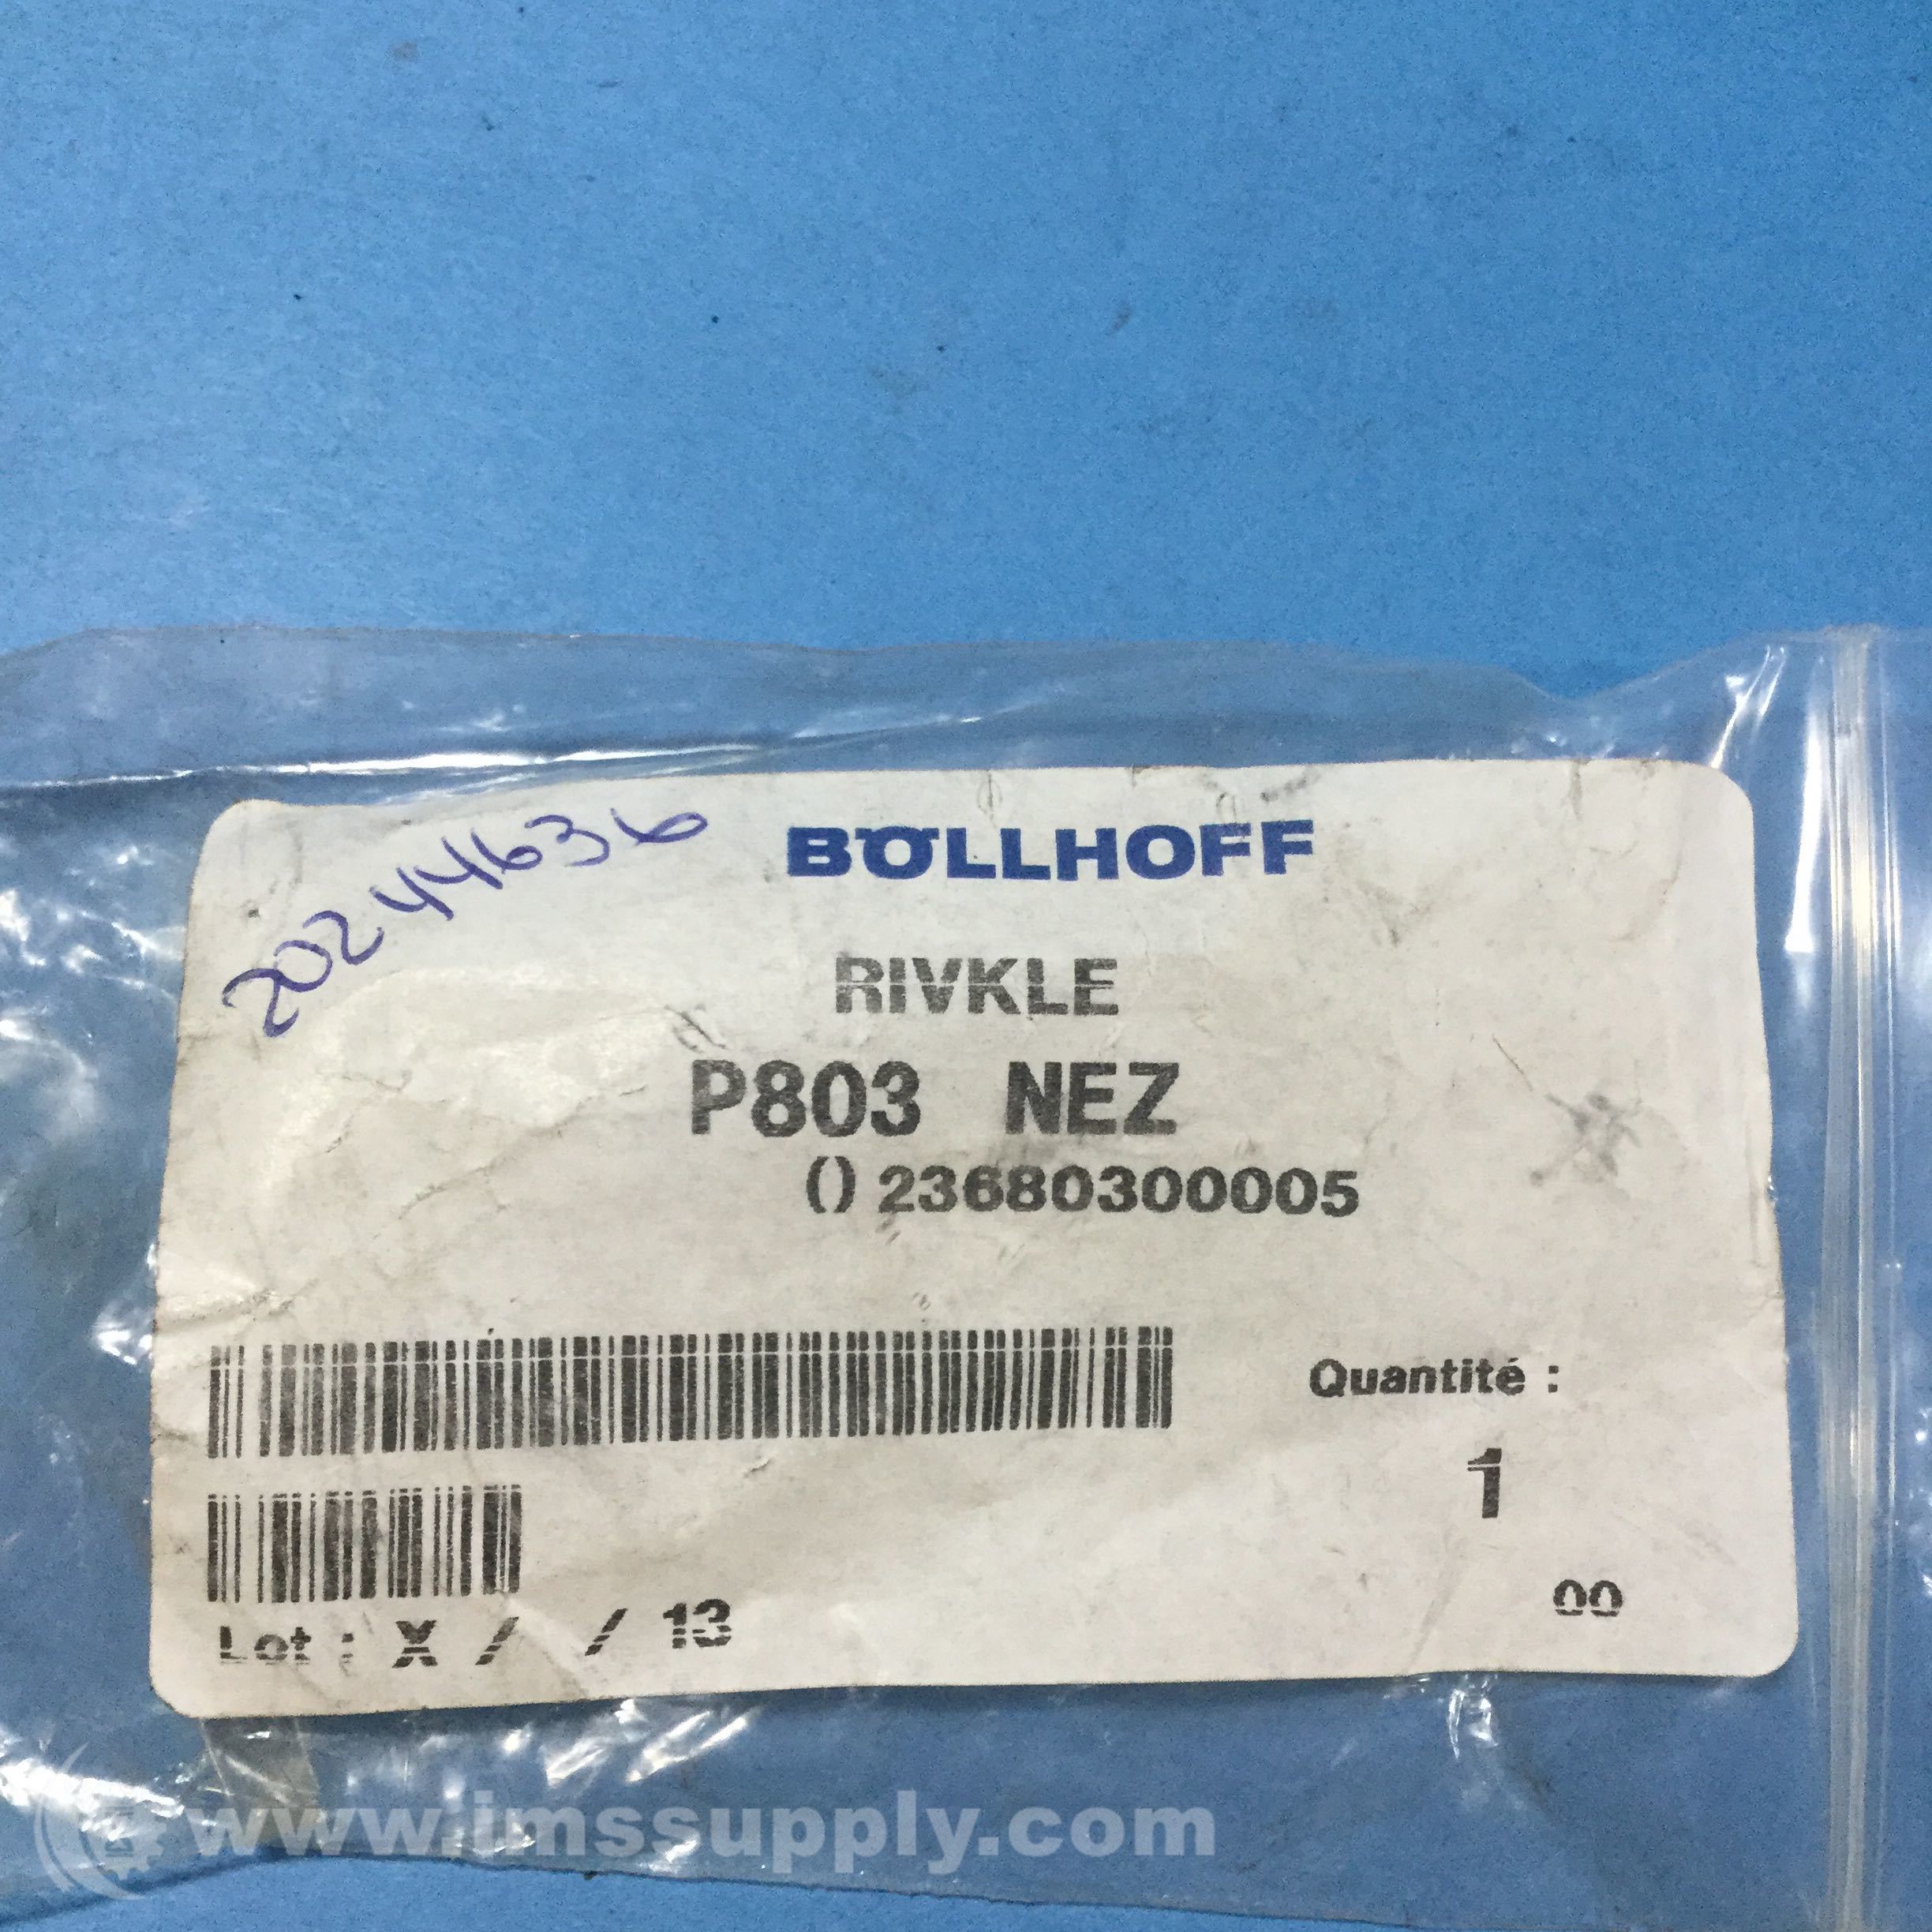 20244636
BÖLLHOFF
RIVKLE
P803 NEZ
() 23680300005
Quantité :
1
00
Lot : X / / 13
www.imssupply.com